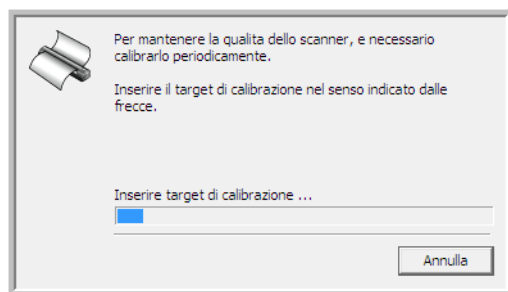 Per mantenere la qualita dello scanner, e necessario
calibrarlo periodicamente.
Inserire il target di calibrazione nel senso indicato dalle
frecce.
Inserire target di calibrazione ...
Annulla